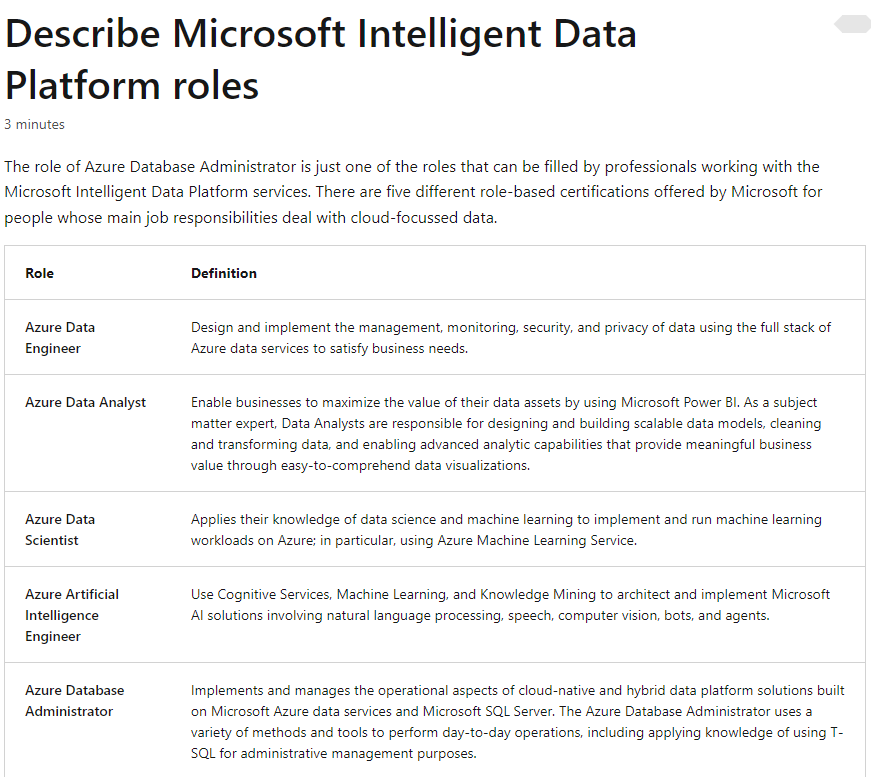 Describe Microsoft Intelligent Data
Platform roles
3 minutes
The role of Azure Database Administrator is just one of the roles that can be filled by professionals working with the
Microsoft Intelligent Data Platform services. There are five different role-based certifications offered by Microsoft for
people whose main job responsibilities deal with cloud-focussed data.
Role Definition
Azure Data Design and implement the management, monitoring, security, and privacy of data using the full stack of
Engineer Azure data services to satisfy business needs.
Azure Data Analyst Enable businesses to maximize the value of their data assets by using Microsoft Power BI. As a subject
matter expert, Data Analysts are responsible for designing and building scalable data models, cleaning
and transforming data, and enabling advanced analytic capabilities that provide meaningful business
value through easy-to-comprehend data visualizations.
Azure Data Applies their knowledge of data science and machine learning to implement and run machine learning
Scientist workloads on Azure; in particular, using Azure Machine Learning Service.
Azure Artificial Use Cognitive Services, Machine Learning, and Knowledge Mining to architect and implement Microsoft
Intelligence AI solutions involving natural language processing, speech, computer vision, bots, and agents.
Engineer
Azure Database Implements and manages the operational aspects of cloud-native and hybrid data platform solutions built
Administrator on Microsoft Azure data services and Microsoft SQL Server. The Azure Database Administrator uses a
variety of methods and tools to perform day-to-day operations, including applying knowledge of using T-
SQL for administrative management purposes.